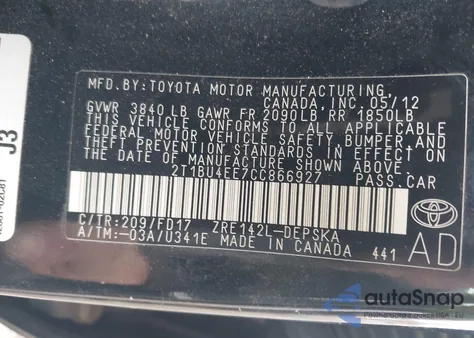 MFD.BY:TOYOTA MOTOR MANUFACTURING,
CANADA,INC. 05/12
GVWR 3840 LB GAWR FR 2090LB RR 1850LB
THIS VEHICLE CONFORMS TO ALL APPLICABLE
FEDERAL MOTOR VEHICLE SAFETY,BUMPER,AND
THEFT PREVENTION STANDARDS IN EFFECT ON
THE DATE OF MANUFACTURE SHOWN ABOVE.
2T1BU4EE7CC866927 PASS.CAR
C/TR:209/FD17 ZRE142L-DEPSKA
A/TM:-03A/U341E MADE IN CANADA 441
TOYOTA
AD
J3
autoSnap